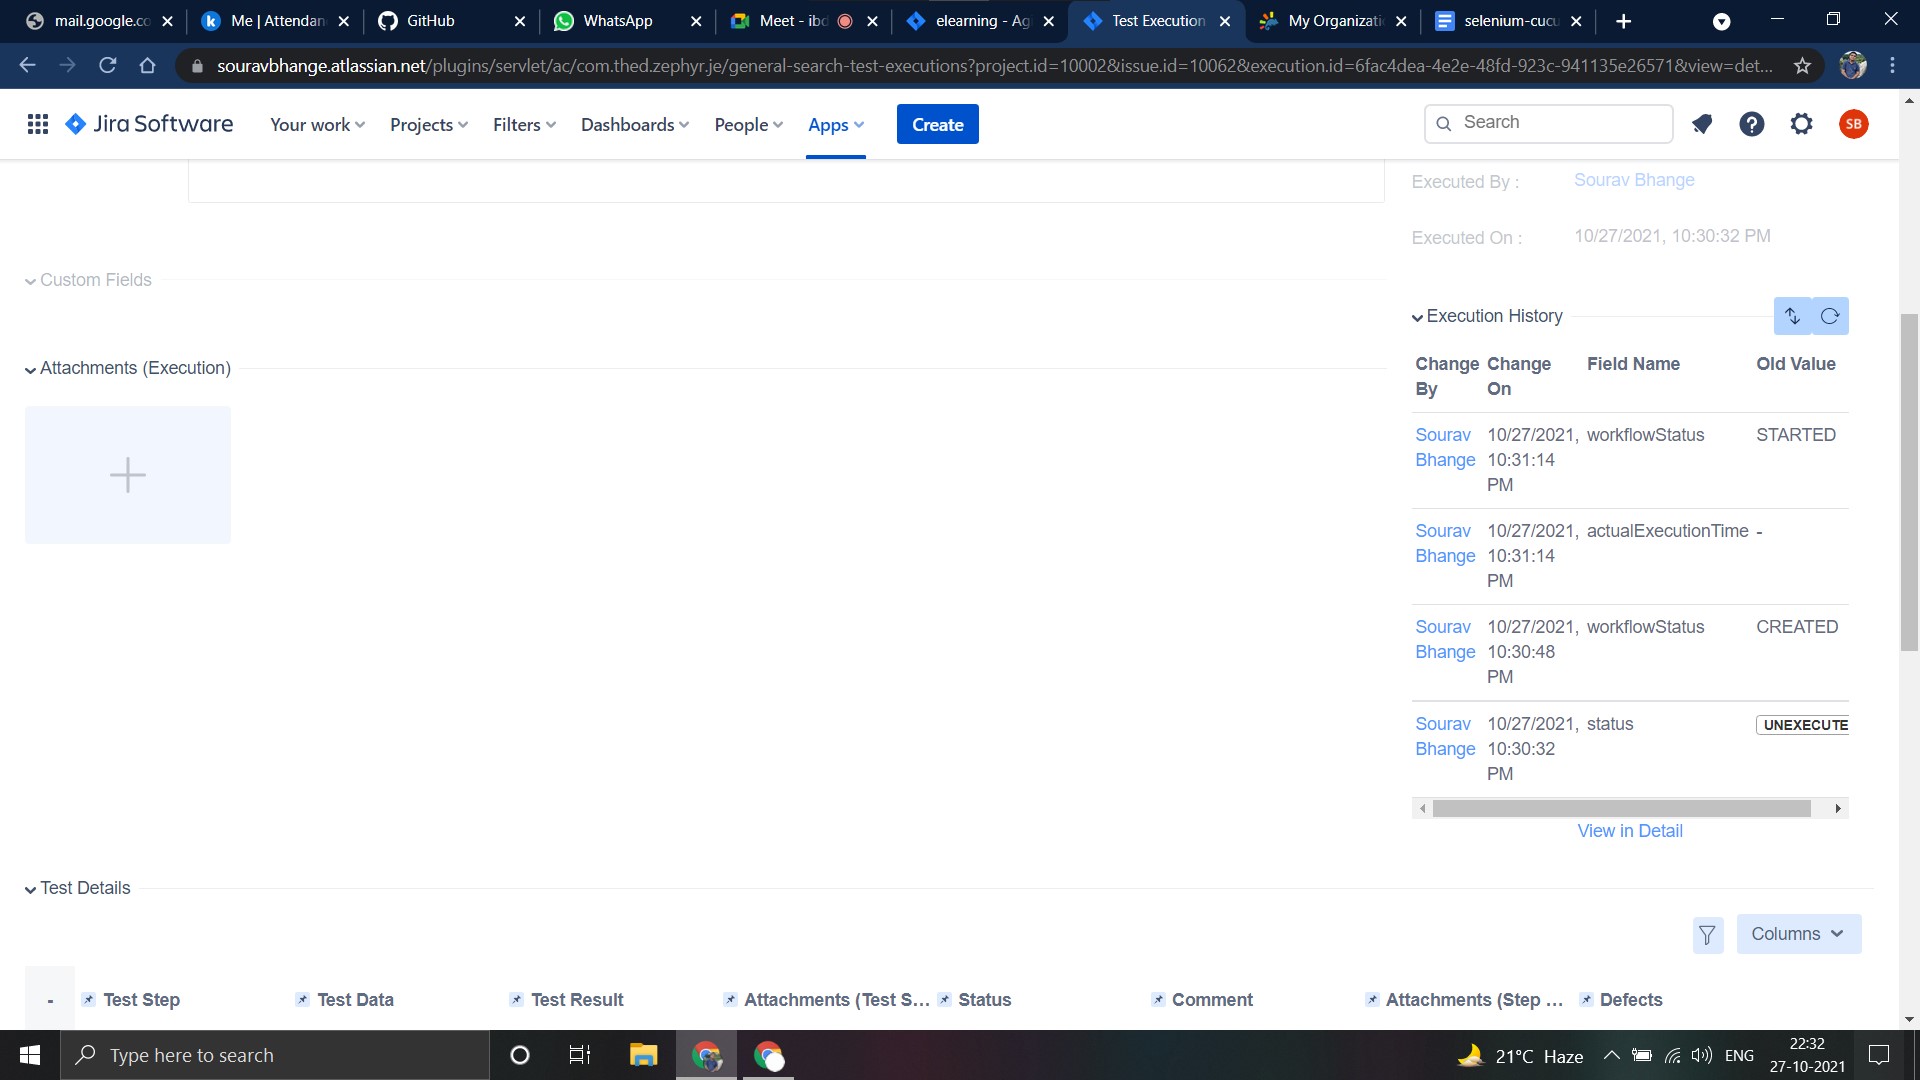 mail.google.co
Me | Attendan
GitHub
WhatsApp
Meet - ibd
elearning - Ag
Test Execution
My Organizati
selenium-cucu
souravbhange.atlassian.net/plugins/servlet/ac/com.thed.zephyr.je/general-search-test-executions?project.id=10002&issue.id=10062&execution.id=6fac4dea-4e2e-48fd-923c-941135e26571&view=det...
Jira Software
Your work
Projects
Filters
Dashboards
People
Apps
Create
Search
SB
Executed By :
Sourav Bhange
Executed On :
10/27/2021, 10:30:32 PM
Custom Fields
Attachments (Execution)
Execution History
Change By
Change On
Field Name
Old Value
Sourav Bhange
10/27/2021, 10:31:14 PM
workflowStatus
STARTED
Sourav Bhange
10/27/2021, 10:31:14 PM
actualExecutionTime
-
Sourav Bhange
10/27/2021, 10:30:48 PM
workflowStatus
CREATED
Sourav Bhange
10/27/2021, 10:30:32 PM
status
UNEXECUTE
View in Detail
Test Details
Columns
-
Test Step
Test Data
Test Result
Attachments (Test S...
Status
Comment
Attachments (Step ...
Defects
Type here to search
21°C Haze
ENG
22:32
27-10-2021